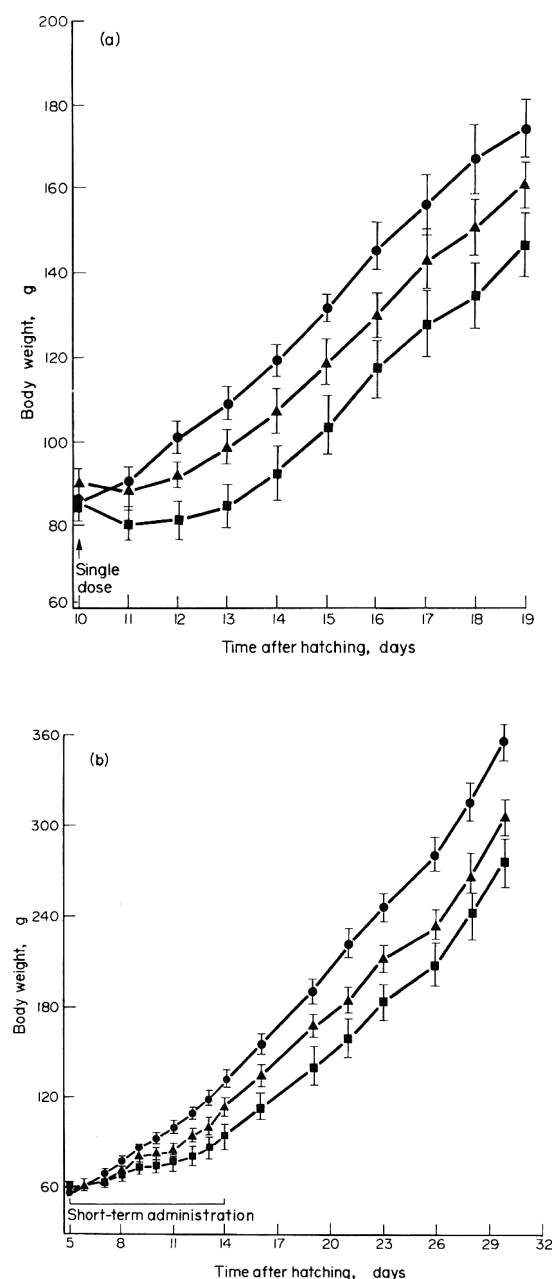 (a)
200
180
160
140
120
100
80
60
Body weight, g
Single
dose
10 11 12 13 14 15 16 17 18 19
Time after hatching, days
(b)
360
300
240
180
120
60
Body weight, g
Short-term administration
5 8 11 14 17 20 23 26 29 32
Time after hatching, days